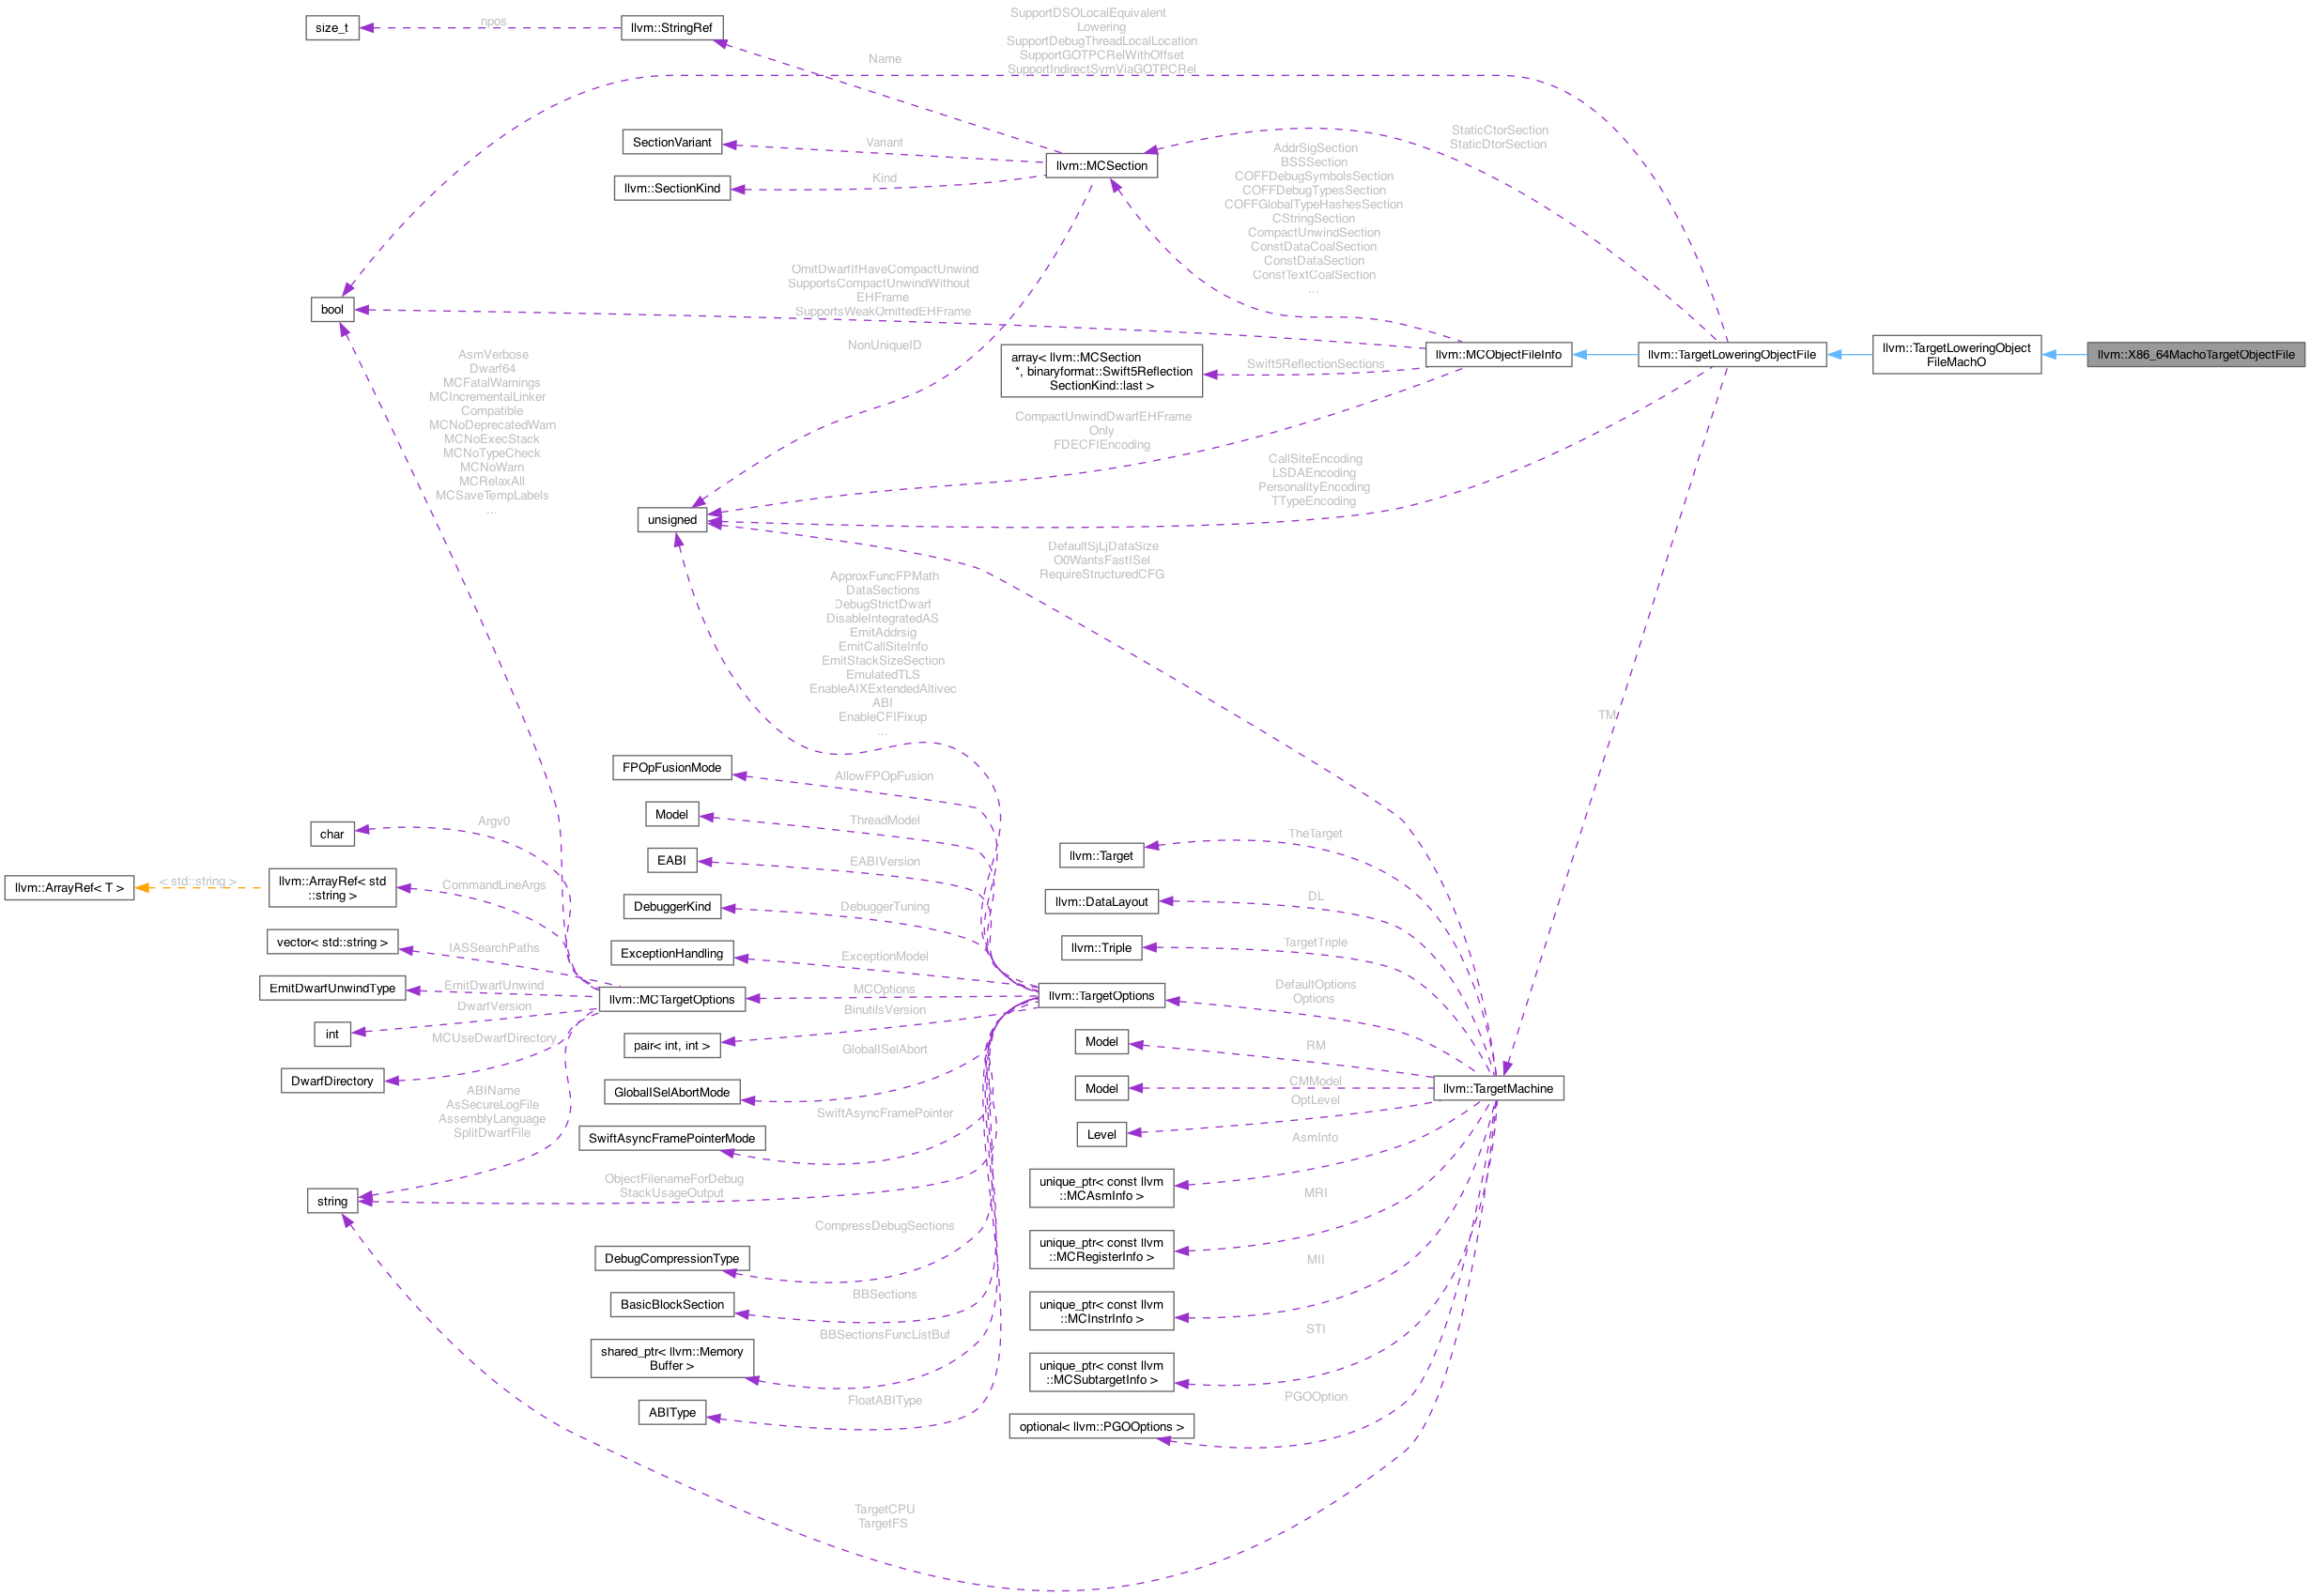 size_t
npos
llvm::StringRef
SupportDSOLocalEquivalent
Lowering
SupportDebugThreadLocalLocation
SupportGOTPCRelWithOffset
SupportIndirectSymViaGOTPCRel
Name
SectionVariant
Variant
llvm::SectionKind
Kind
llvm::MCSection
StaticCtorSection
StaticDtorSection
AddrSigSection
BSSSection
COFFDebugSymbolsSection
COFFDebugTypesSection
COFFGlobalTypeHashesSection
CStringSection
CompactUnwindSection
ConstDataCoalSection
ConstDataSection
ConstTextCoalSection
...
bool
OmitDwarfIfHaveCompactUnwind
SupportsCompactUnwindWithout
EHFrame
SupportsWeakOmittedEHFrame
NonUniqueID
array< llvm::MCSection
*, binaryformat::Swift5Reflection
SectionKind::last >
Swift5ReflectionSections
llvm::MCObjectFileInfo
llvm::TargetLoweringObjectFile
llvm::TargetLoweringObject
FileMachO
llvm::X86_64MachoTargetObjectFile
AsmVerbose
Dwarf64
MCFatalWarnings
MCIncrementalLinker
Compatible
MCNoDeprecatedWarn
MCNoExecStack
MCNoTypeCheck
MCNoWarn
MCRelaxAll
MCSaveTempLabels
...
CompactUnwindDwarfEHFrame
Only
FDECFIEncoding
CallSiteEncoding
LSDAEncoding
PersonalityEncoding
TTypeEncoding
unsigned
DefaultSjLjDataSize
O0WantsFastISel
RequireStructuredCFG
ApproxFuncFPMath
DataSections
DebugStrictDwarf
DisableIntegratedAS
EmitAddrsig
EmitCallSiteInfo
EmitStackSizeSection
EmulatedTLS
EnableAIXExtendedAltivec
ABI
EnableCFIFixup
...
TM
FPOpFusionMode
AllowFPOpFusion
Model
ThreadModel
EABI
EABIVersion
DebuggerKind
DebuggerTuning
ExceptionHandling
ExceptionModel
char
Argv0
llvm::ArrayRef< T >
< std::string >
llvm::ArrayRef< std
::string >
CommandLineArgs
vector< std::string >
IASSearchPaths
EmitDwarfUnwindType
EmitDwarfUnwind
int
DwarfVersion
DwarfDirectory
MCUseDwarfDirectory
ABIName
AsSecureLogFile
AssemblyLanguage
SplitDwarfFile
string
llvm::MCTargetOptions
MCOptions
llvm::TargetOptions
pair< int, int >
BinutilsVersion
GlobalISelAbortMode
GlobalISelAbort
SwiftAsyncFramePointerMode
SwiftAsyncFramePointer
ObjectFilenameForDebug
StackUsageOutput
DebugCompressionType
CompressDebugSections
BasicBlockSection
BBSections
shared_ptr< llvm::Memory
Buffer >
BBSectionsFuncListBuf
ABIType
FloatABIType
llvm::Target
TheTarget
llvm::DataLayout
DL
llvm::Triple
TargetTriple
DefaultOptions
Options
Model
RM
Model
CMModel
Level
OptLevel
llvm::TargetMachine
unique_ptr< const llvm
::MCAsmInfo >
AsmInfo
unique_ptr< const llvm
::MCRegisterInfo >
MRI
unique_ptr< const llvm
::MCInstrInfo >
MII
unique_ptr< const llvm
::MCSubtargetInfo >
STI
optional< llvm::PGOOptions >
PGOOption
TargetCPU
TargetFS